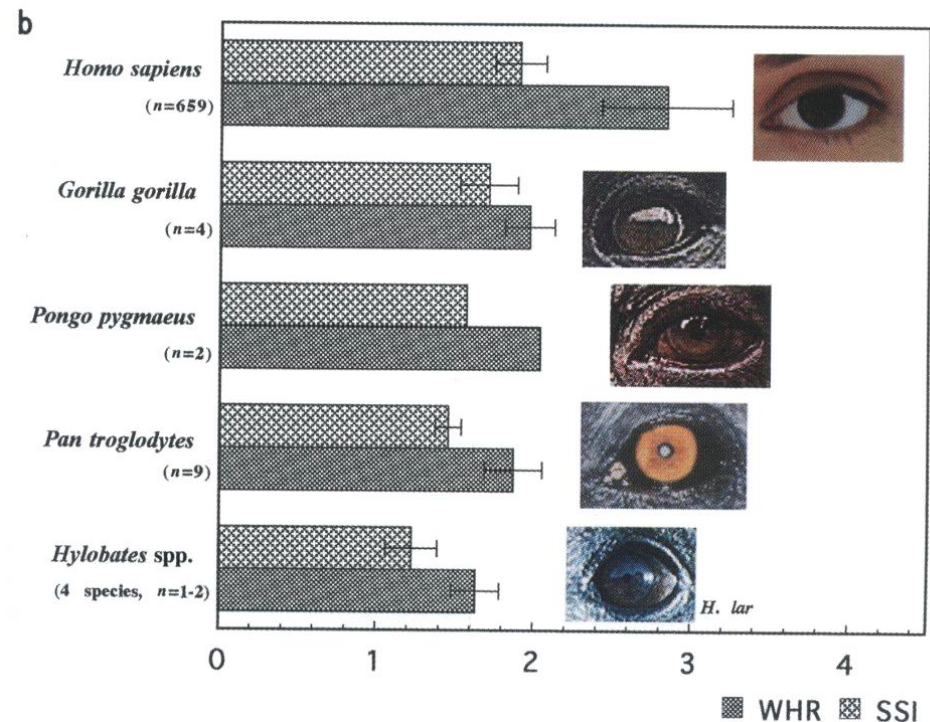 b
Homo sapiens
(n=659)
Gorilla gorilla
(n=4)
Pongo pygmaeus
(n=2)
Pan troglodytes
(n=9)
Hylobates spp.
(4 species, n=1-2)
H. lar
0 1 2 3 4
WHR SSI